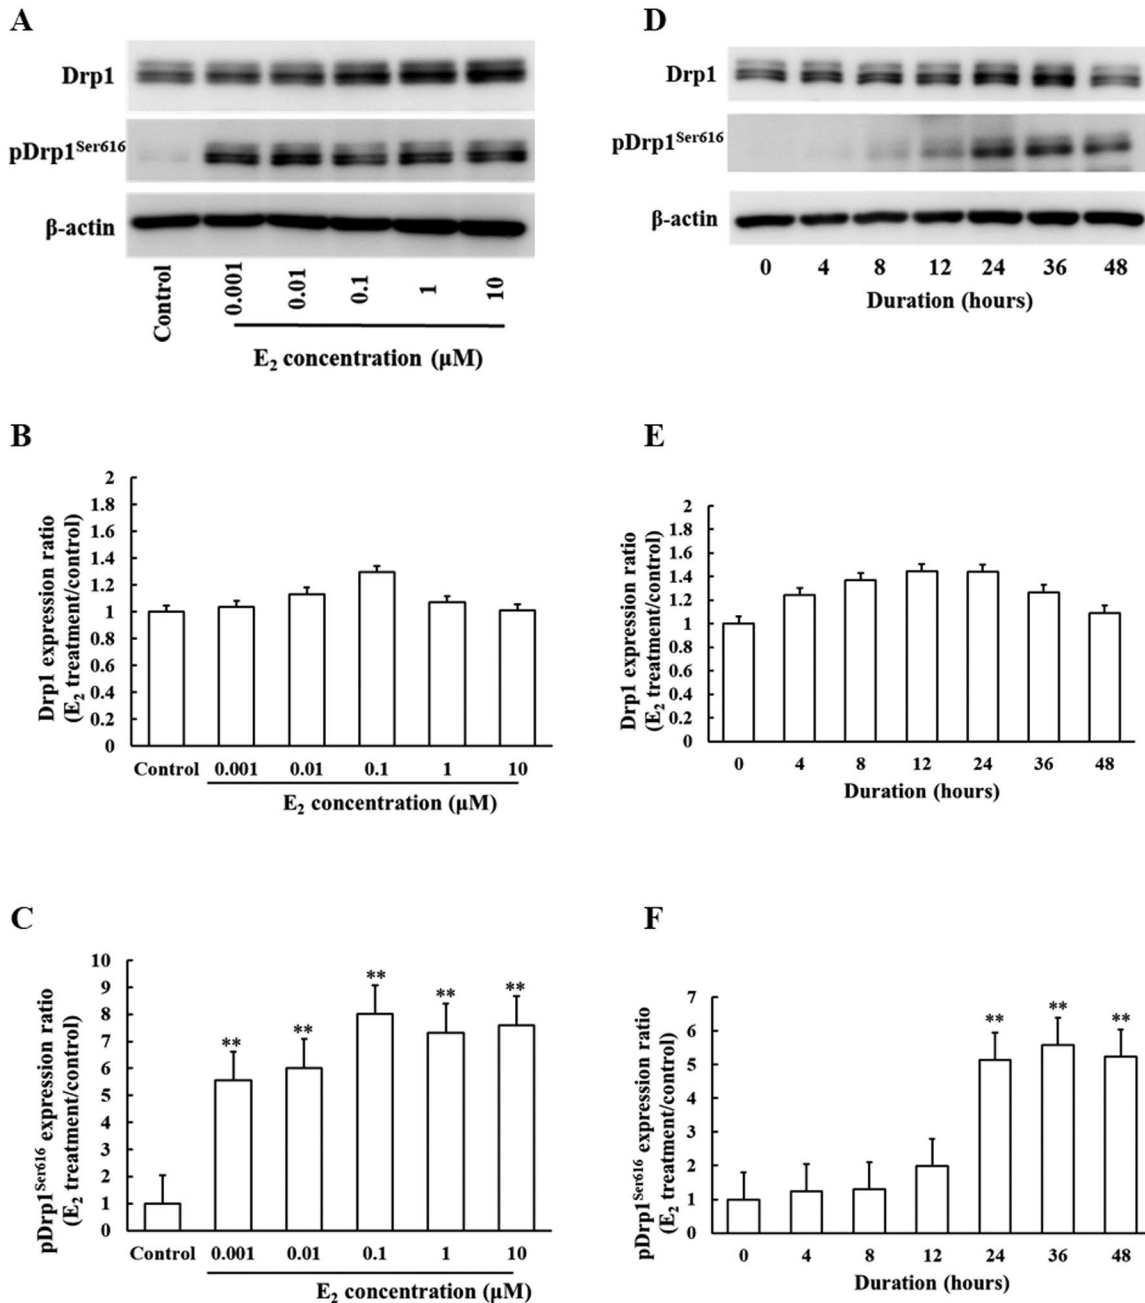 A
Drp1
pDrp1Ser616
β-actin
Control
0.001
0.01
0.1
1
10
E2 concentration (μM)
D
Drp1
pDrp1Ser616
β-actin
0 4 8 12 24 36 48
Duration (hours)
B
Drp1 expression ratio
(E2 treatment/control)
2
1.8
1.6
1.4
1.2
1
0.8
0.6
0.4
0.2
0
Control 0.001 0.01 0.1 1 10
E2 concentration (μM)
E
Drp1 expression ratio
(E2 treatment/control)
2
1.8
1.6
1.4
1.2
1
0.8
0.6
0.4
0.2
0
0 4 8 12 24 36 48
Duration (hours)
C
pDrp1Ser616 expression ratio
(E2 treatment/control)
10
9
8
7
6
5
4
3
2
1
0
** ** ** ** **
Control 0.001 0.01 0.1 1 10
E2 concentration (μM)
F
pDrp1Ser616 expression ratio
(E2 treatment/control)
7
6
5
4
3
2
1
0
** ** **
0 4 8 12 24 36 48
Duration (hours)